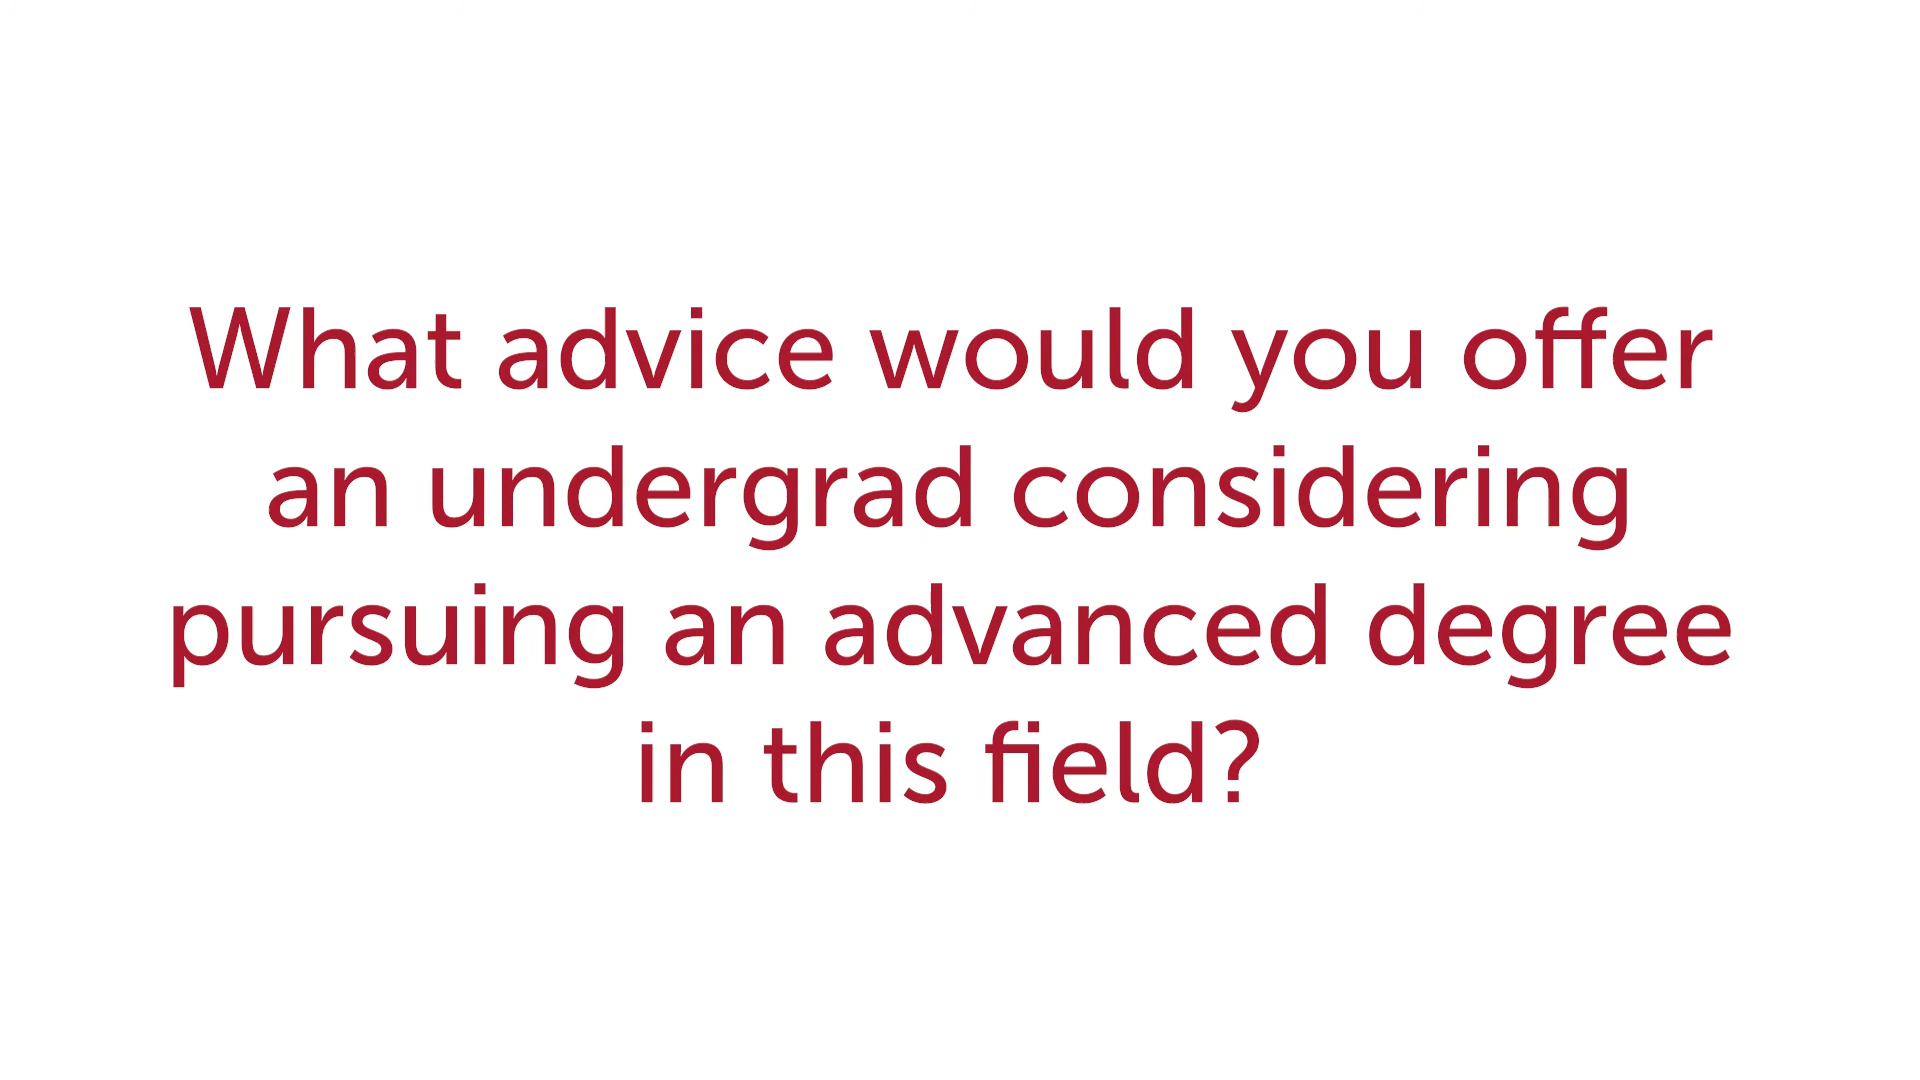 What advice would you offer
an undergrad considering
pursuing an advanced degree
in this field?